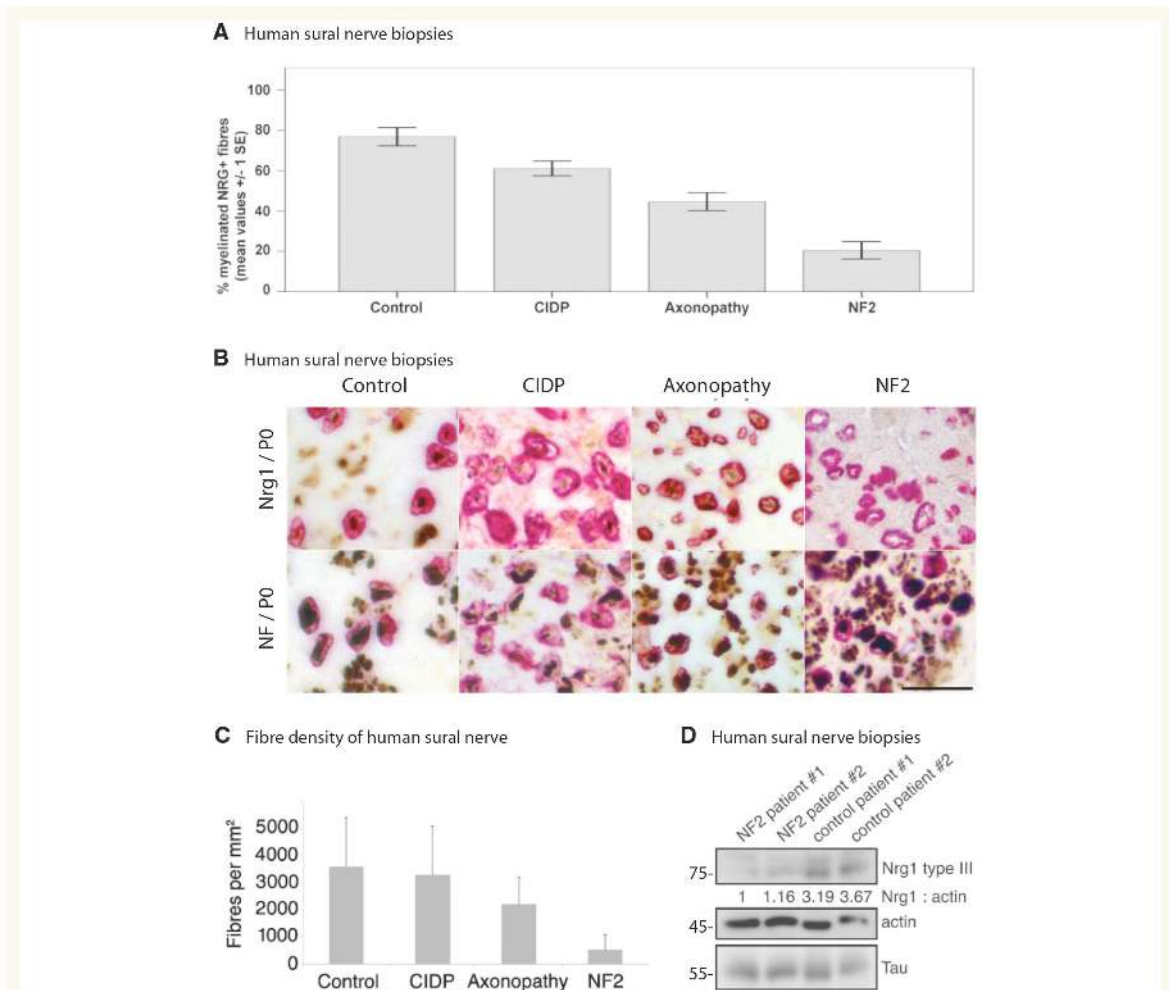 A Human sural nerve biopsies
% myelinated NRG+ fibres
(mean values +/- 1 SE)
100
80
60
40
20
0
Control CIDP Axonopathy NF2
B Human sural nerve biopsies
Control CIDP Axonopathy NF2
Nrg1 / P0
NF / P0
C Fibre density of human sural nerve
Fibres per mm²
5000
4000
3000
2000
1000
0
Control CIDP Axonopathy NF2
D Human sural nerve biopsies
NF2 patient #1
NF2 patient #2
control patient #1
control patient #2
75- Nrg1 type III
1 1.16 3.19 3.67 Nrg1 : actin
45- actin
55- Tau